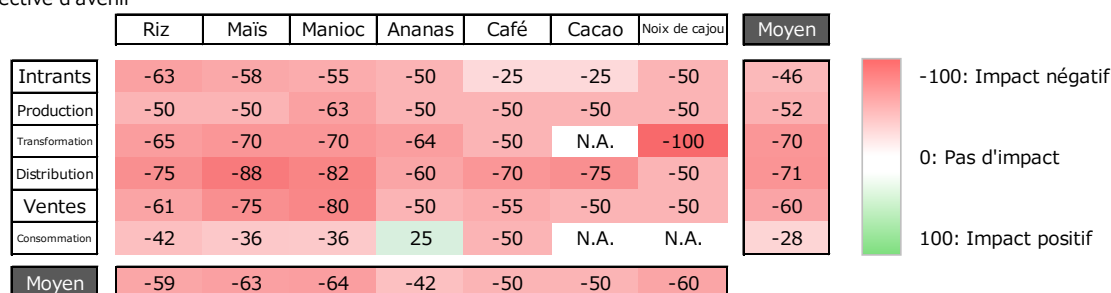 ective d'avenir
Riz Maïs Manioc Ananas Café Cacao Noix de cajou Moyen
Intrants -63 -58 -55 -50 -25 -25 -50 -46 -100: Impact négatif
Production -50 -50 -63 -50 -50 -50 -50 -52
Transformation -65 -70 -70 -64 -50 N.A. -100 -70
0: Pas d'impact
Distribution -75 -88 -82 -60 -70 -75 -50 -71
Ventes -61 -75 -80 -50 -55 -50 -50 -60
Consommation -42 -36 -36 25 -50 N.A. N.A. -28 100: Impact positif
Moyen -59 -63 -64 -42 -50 -50 -60